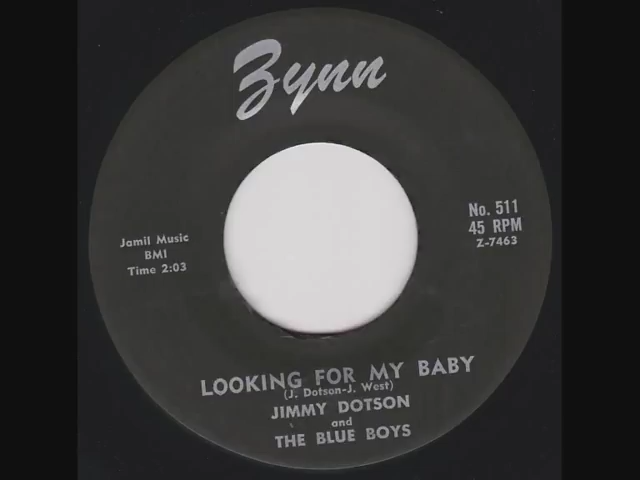 Zynn
Jamil Music
BMI
Time 2:03
No. 511
45 RPM
Z-7463
LOOKING FOR MY BABY
(J. Dotson-J. West)
JIMMY DOTSON
and
THE BLUE BOYS